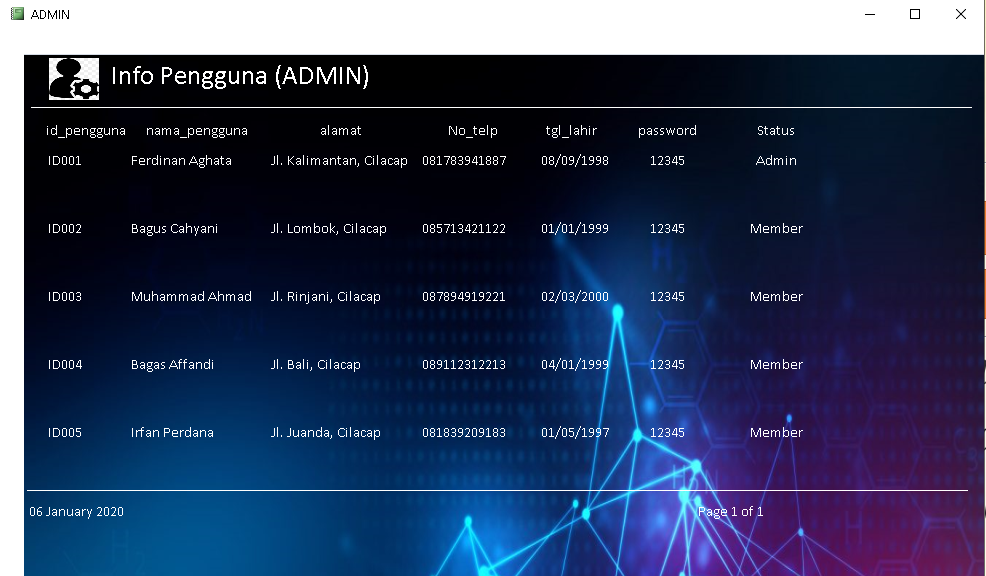 ADMIN
Info Pengguna (ADMIN)
id_pengguna nama_pengguna alamat No_telp tgl_lahir password Status
ID001 Ferdinan Aghata Jl. Kalimantan, Cilacap 081783941887 08/09/1998 12345 Admin
ID002 Bagus Cahyani Jl. Lombok, Cilacap 085713421122 01/01/1999 12345 Member
ID003 Muhammad Ahmad Jl. Rinjani, Cilacap 087894919221 02/03/2000 12345 Member
ID004 Bagas Affandi Jl. Bali, Cilacap 089112312213 04/01/1999 12345 Member
ID005 Irfan Perdana Jl. Juanda, Cilacap 081839209183 01/05/1997 12345 Member
06 January 2020 Page 1 of 1